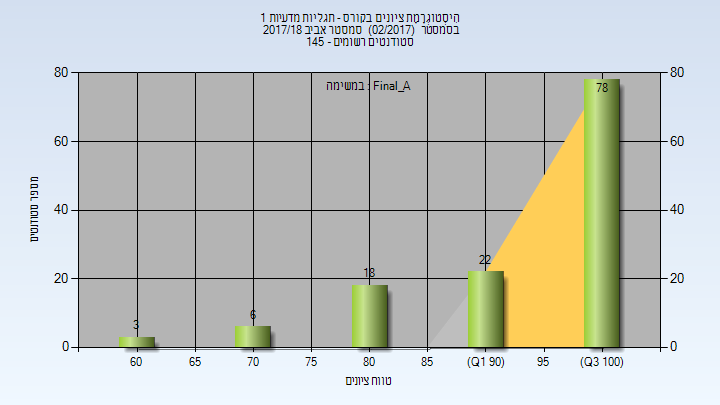 היסטוגרמת ציונים בקורס - תגליות מדעיות 1
בסמסטר (02/2017) סמסטר אביב 2017/18
סטודנטים רשומים - 145
במשימה : Final_A
מספר סטודנטים
80
60
40
20
0
80
60
40
20
0
3
6
18
22
78
60
65
70
75
80
85
(Q1 90)
95
(Q3 100)
טווח ציונים